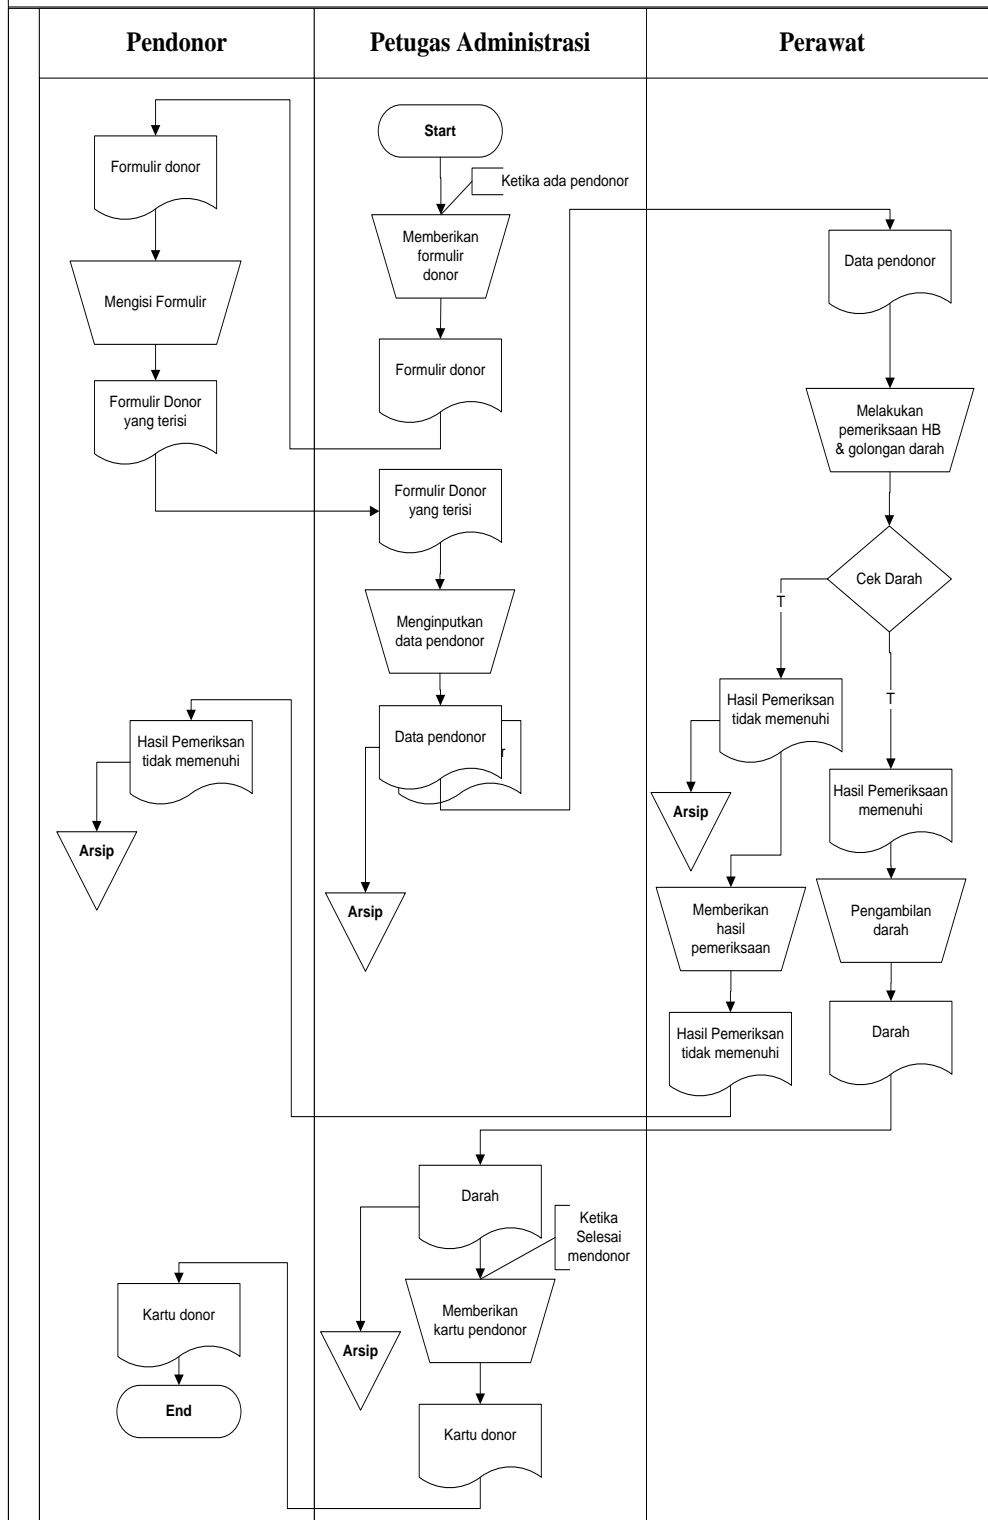 Pendonor
Petugas Administrasi
Perawat
Formulir donor
Mengisi Formulir
Formulir Donor
yang terisi
Hasil Pemeriksan
tidak memenuhi
Arsip
Kartu donor
End
Start
Ketika ada pendonor
Memberikan
formulir
donor
Formulir donor
Formulir Donor
yang terisi
Menginputkan
data pendonor
Data pendonor
r
Arsip
Darah
Ketika
Selesai
mendonor
Memberikan
kartu pendonor
Arsip
Kartu donor
Data pendonor
Melakukan
pemeriksaan HB
& golongan darah
Cek Darah
T
T
Hasil Pemeriksan
tidak memenuhi
Arsip
Memberikan
hasil
pemeriksaan
Hasil Pemeriksan
tidak memenuhi
Hasil Pemeriksaan
memenuhi
Pengambilan
darah
Darah